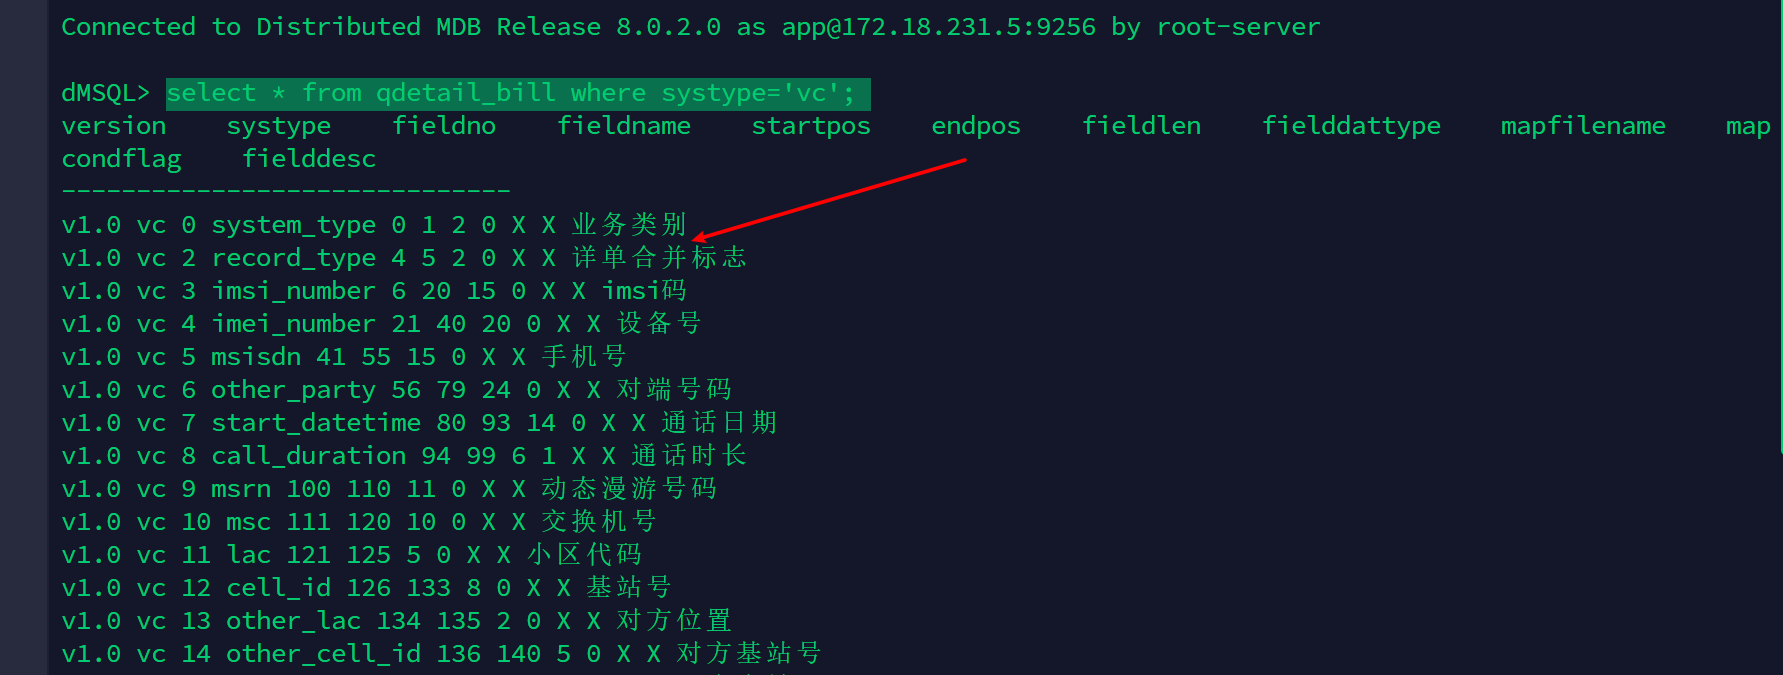 Connected to Distributed MDB Release 8.0.2.0 as app@172.18.231.5:9256 by root-server
dMSQL> select * from qdetail_bill where systype='vc';
version systype fieldno fieldname startpos endpos fieldlen fielddattype mapfilename map
condflag fielddesc
------------------------------
v1.0 vc 0 system_type 0 1 2 0 X X 业务类别
v1.0 vc 2 record_type 4 5 2 0 X X 详单合并标志
v1.0 vc 3 imsi_number 6 20 15 0 X X imsi码
v1.0 vc 4 imei_number 21 40 20 0 X X 设备号
v1.0 vc 5 msisdn 41 55 15 0 X X 手机号
v1.0 vc 6 other_party 56 79 24 0 X X 对端号码
v1.0 vc 7 start_datetime 80 93 14 0 X X 通话日期
v1.0 vc 8 call_duration 94 99 6 1 X X 通话时长
v1.0 vc 9 msrn 100 110 11 0 X X 动态漫游号码
v1.0 vc 10 msc 111 120 10 0 X X 交换机号
v1.0 vc 11 lac 121 125 5 0 X X 小区代码
v1.0 vc 12 cell_id 126 133 8 0 X X 基站号
v1.0 vc 13 other_lac 134 135 2 0 X X 对方位置
v1.0 vc 14 other_cell_id 136 140 5 0 X X 对方基站号